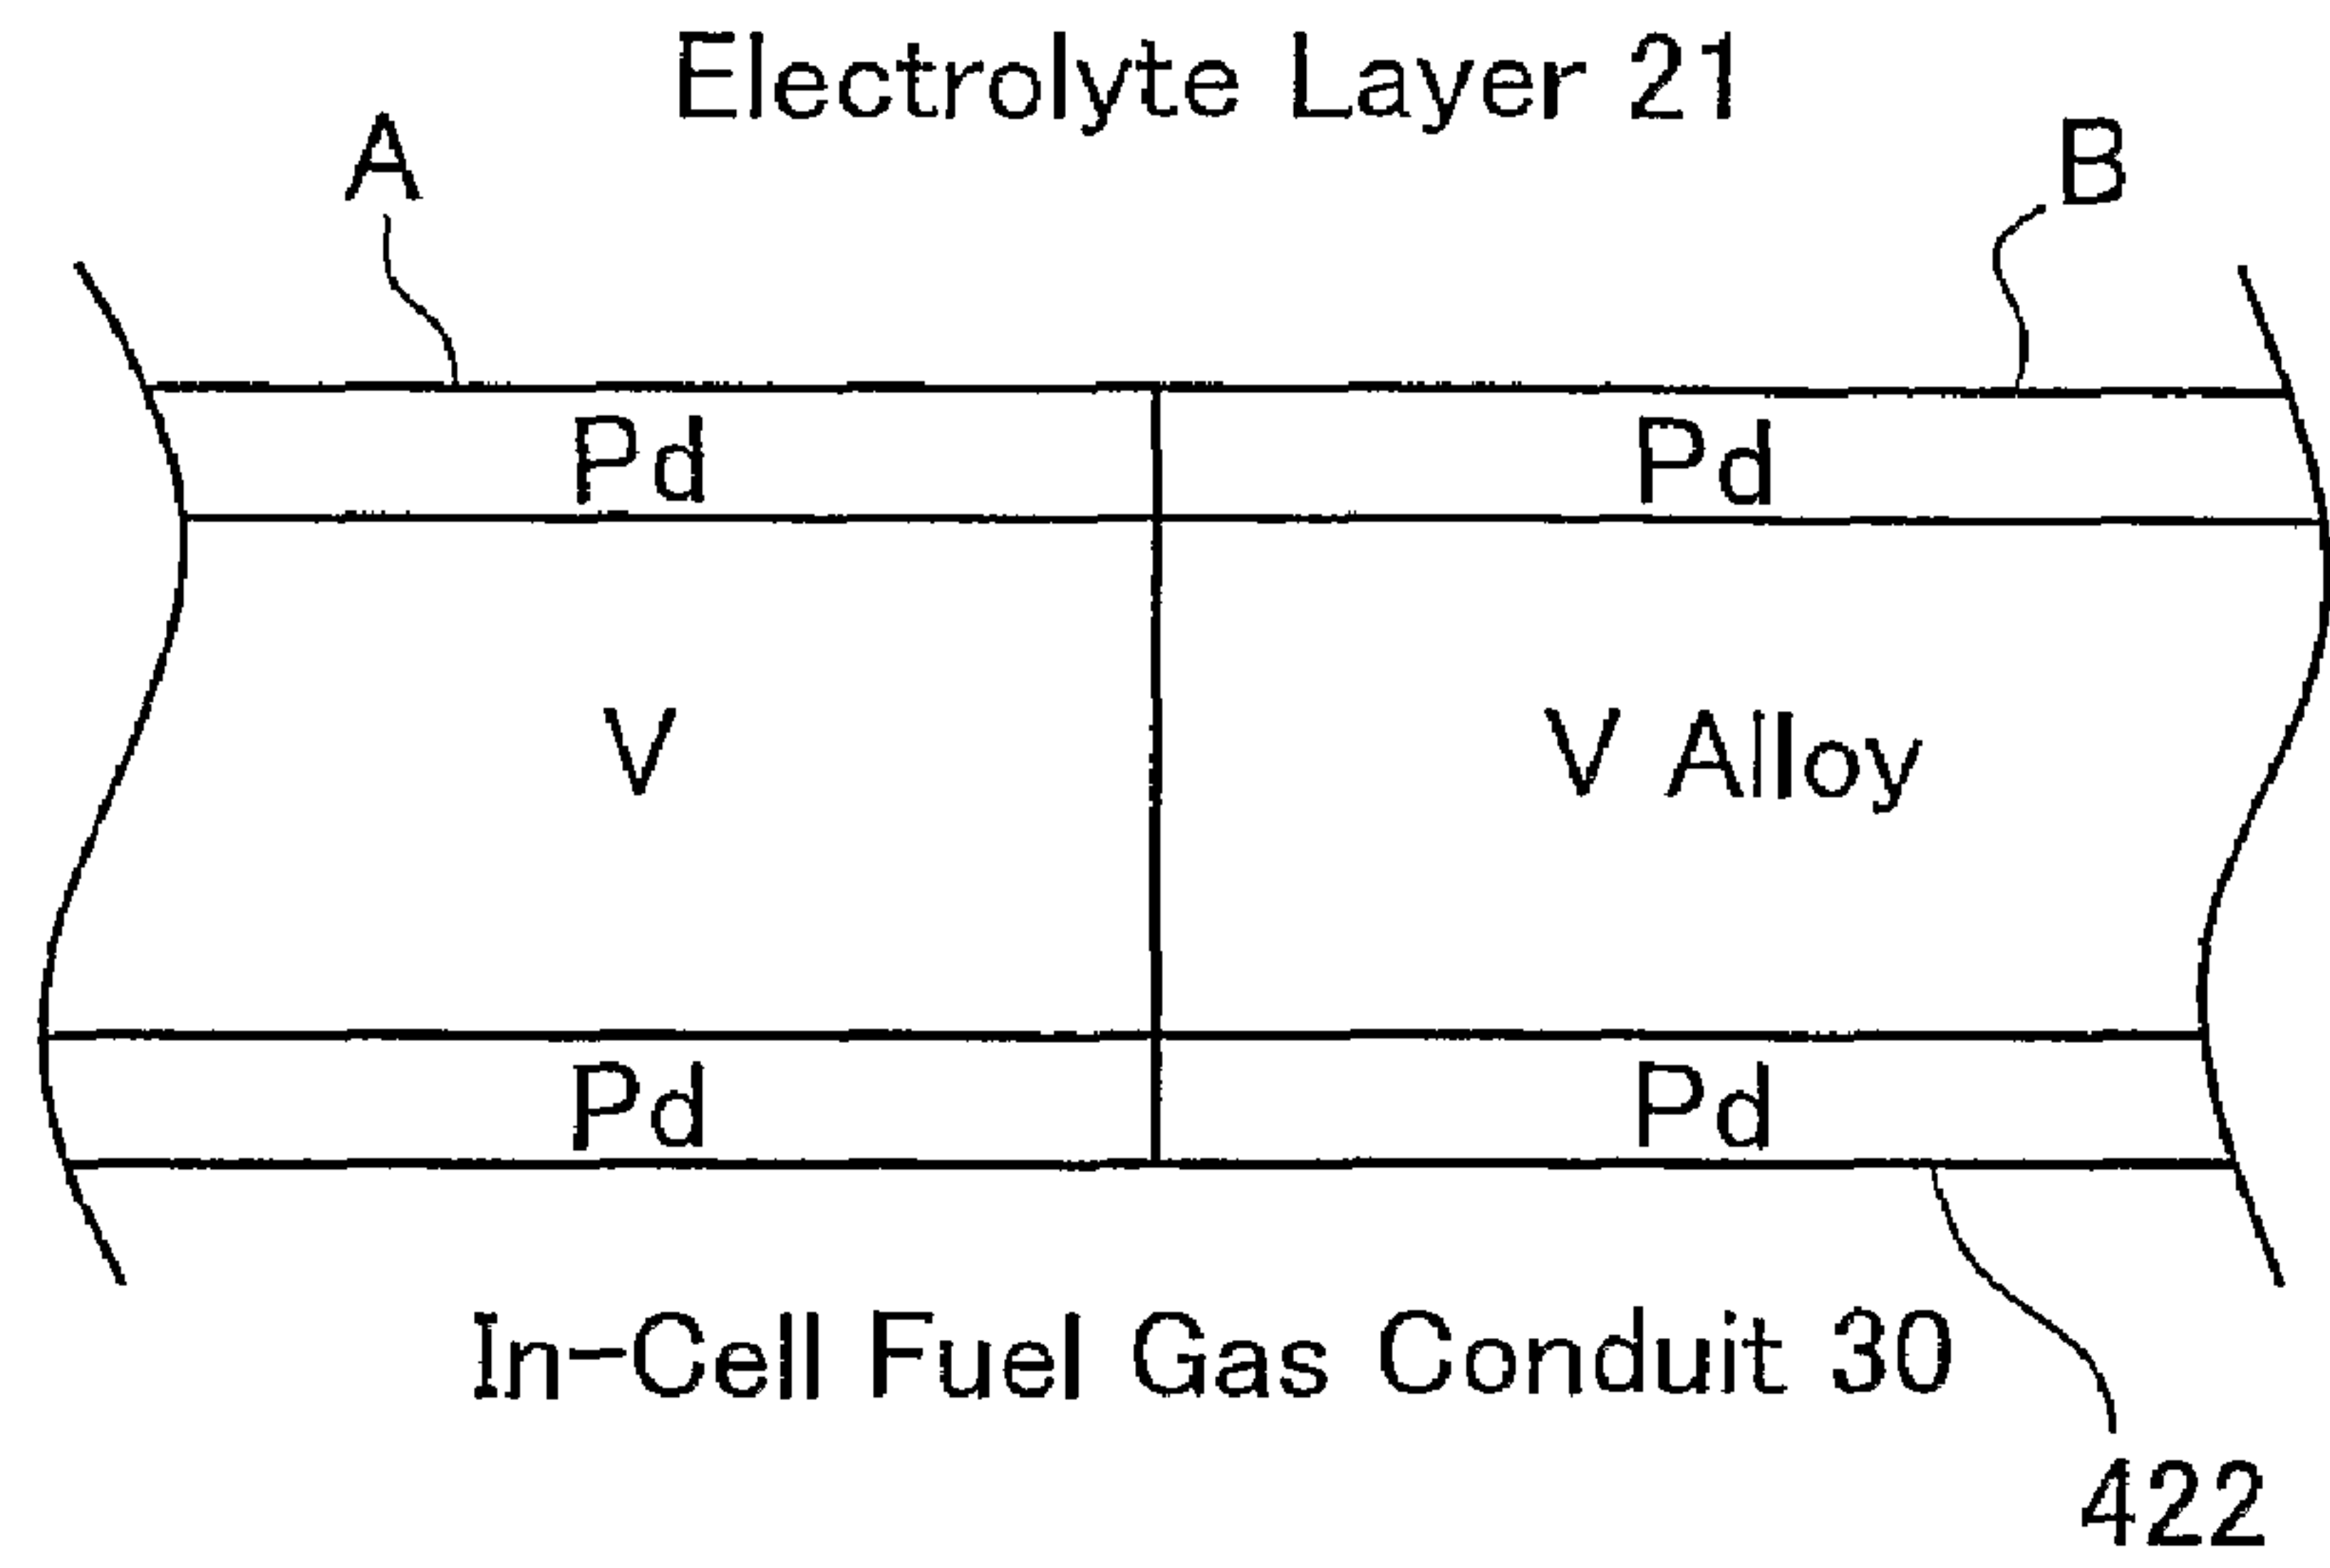 Electrolyte Layer 21
A
B
Pd
Pd
V
V Alloy
Pd
Pd
In-Cell Fuel Gas Conduit 30
422